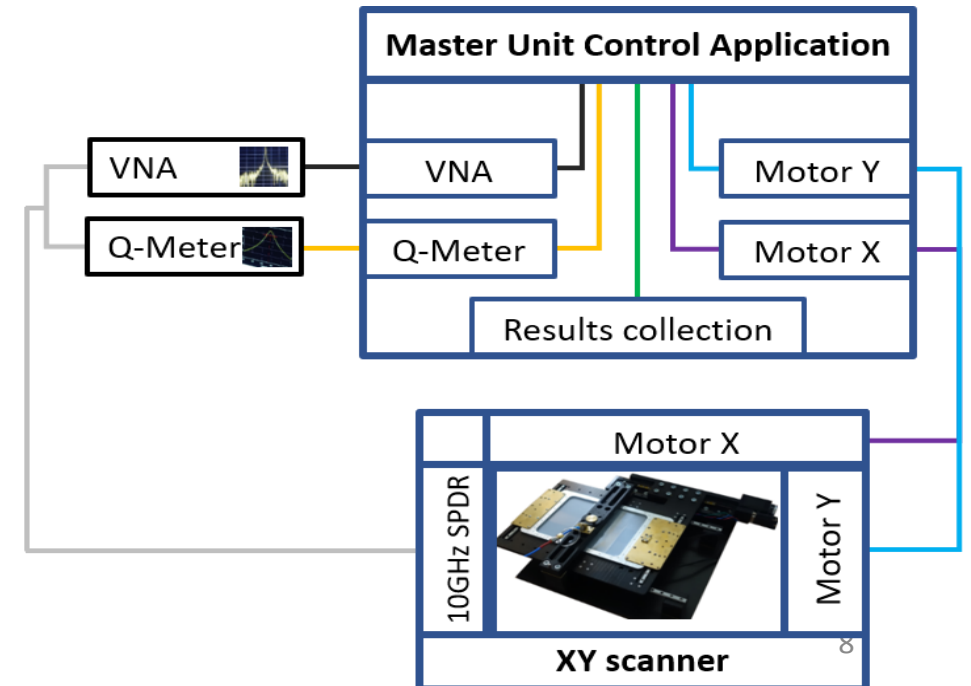 Master Unit Control Application
VNA
Q-Meter
VNA
Q-Meter
Motor Y
Motor X
Results collection
Motor X
10GHz SPDR
Motor Y
8
XY scanner